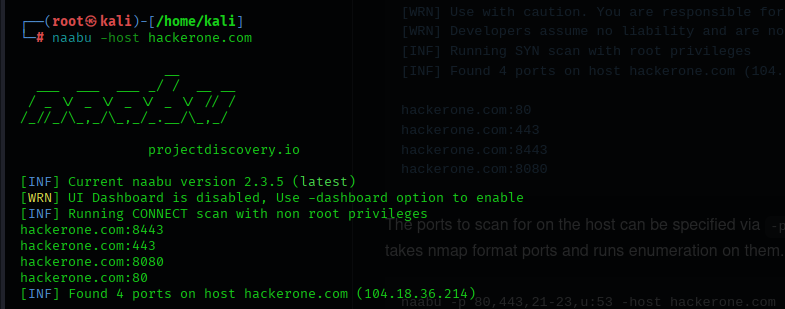 ┌──(root㉿kali)-[/home/kali]
└─# naabu -host hackerone.com
projectdiscovery.io
[INF] Current naabu version 2.3.5 (latest)
[WRN] UI Dashboard is disabled, Use -dashboard option to enable
[INF] Running CONNECT scan with non root privileges
hackerone.com:8443
hackerone.com:443
hackerone.com:8080
hackerone.com:80
[INF] Found 4 ports on host hackerone.com (104.18.36.214)
[WRN] Use with caution. You are responsible for
[WRN] Developers assume no liability and are no
[INF] Running SYN scan with root privileges
[INF] Found 4 ports on host hackerone.com (104.
hackerone.com:80
hackerone.com:443
hackerone.com:8443
hackerone.com:8080
The ports to scan for on the host can be specified via -p
takes nmap format ports and runs enumeration on them.
naabu -p 80,443,21-23,u:53 -host hackerone.com